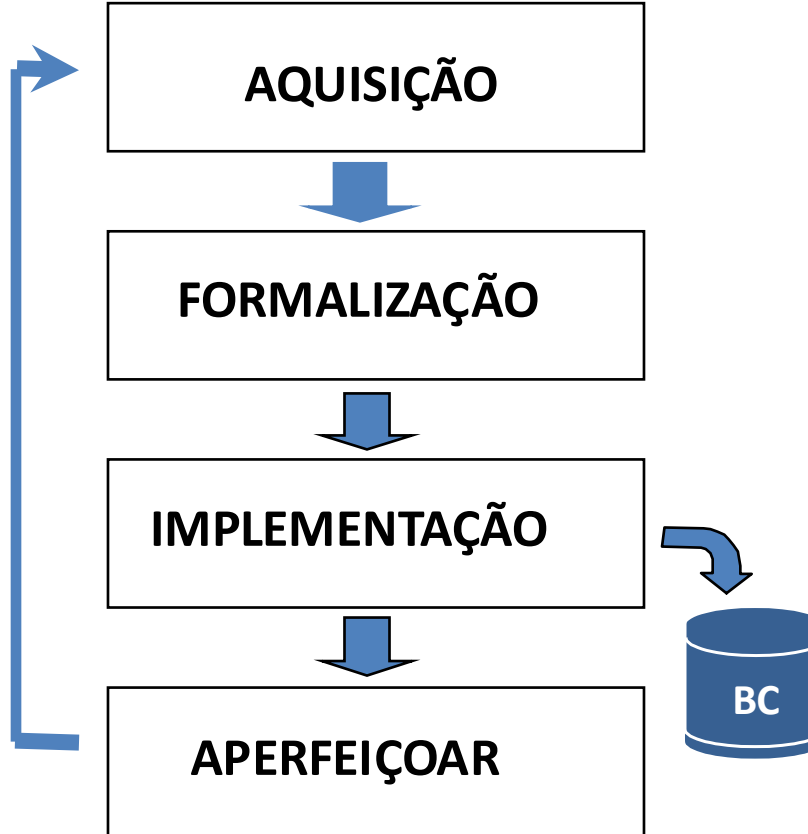 AQUISIÇÃO
FORMALIZAÇÃO
IMPLEMENTAÇÃO
BC
APERFEIÇOAR